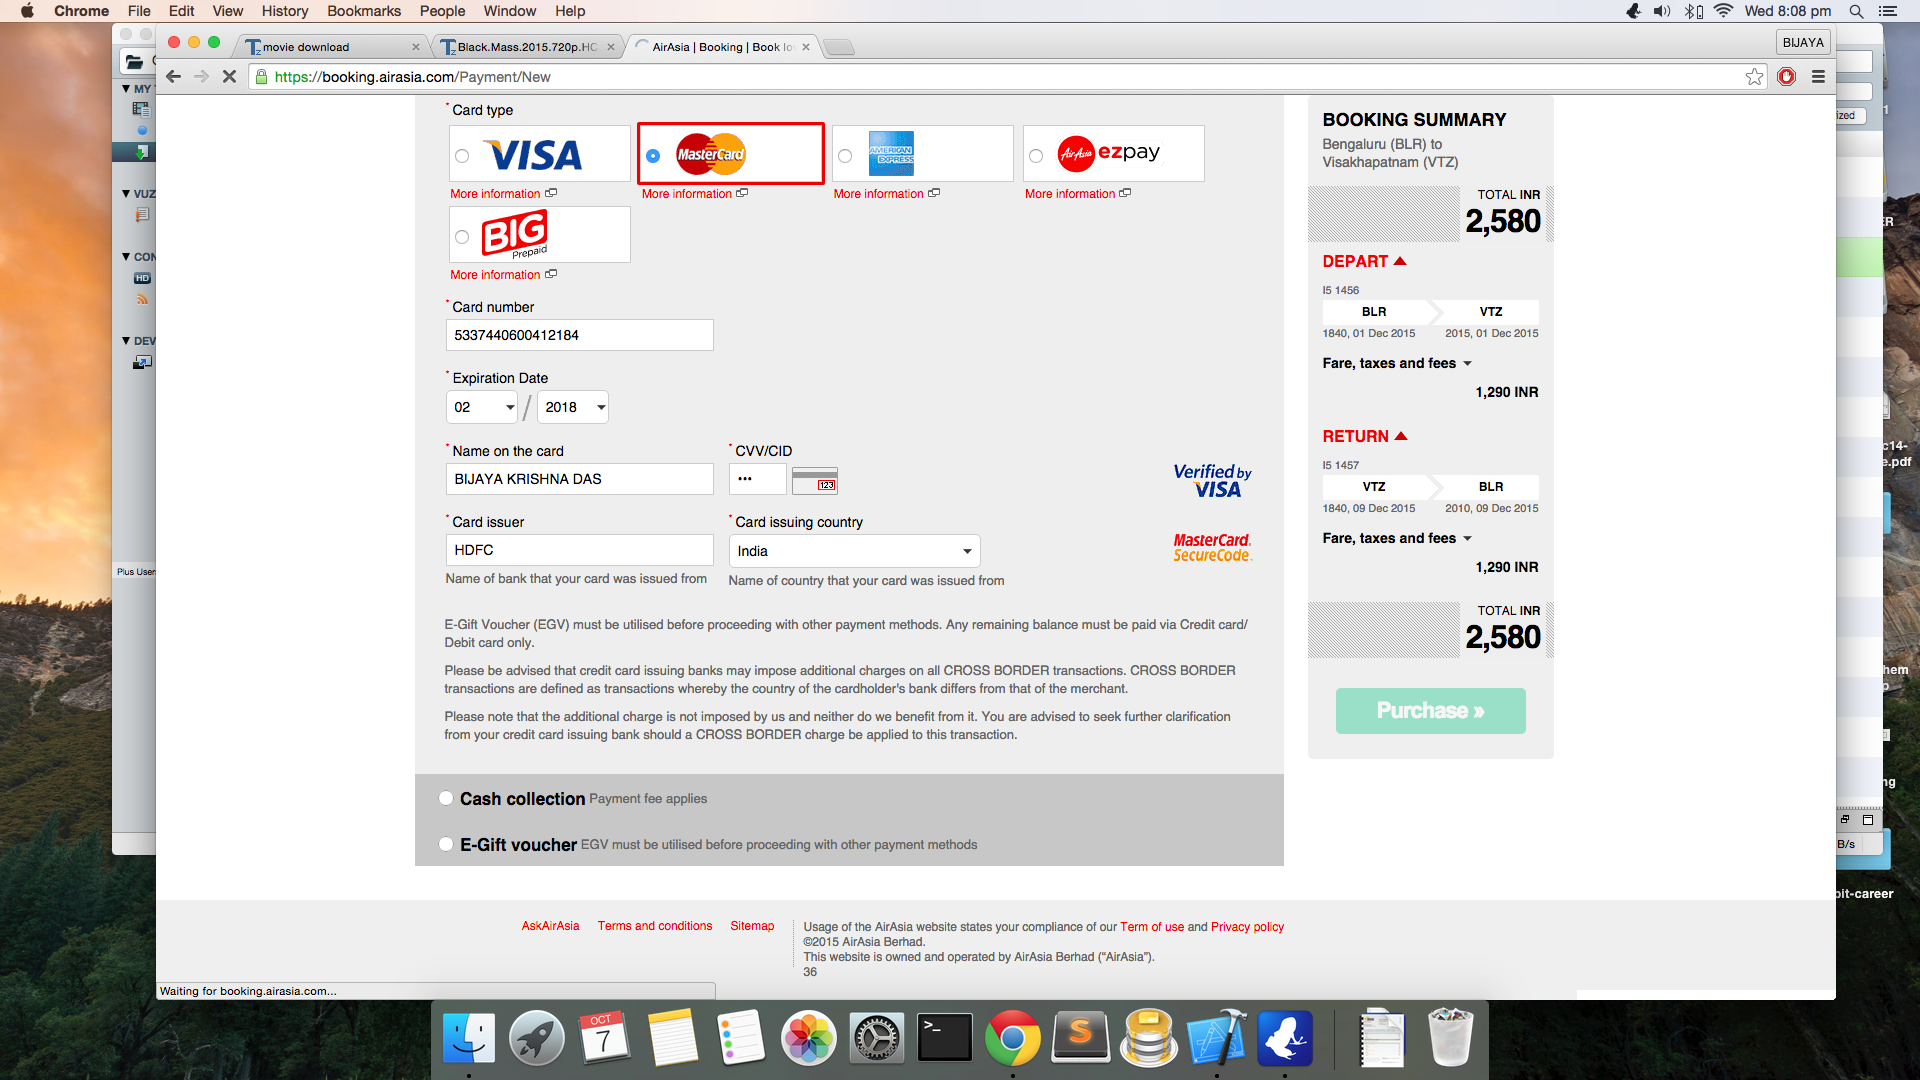 Chrome File Edit View History Bookmarks People Window Help
Wed 8:08 pm
movie download
Black.Mass.2015.720p.HC
AirAsia | Booking | Book lo
BIJAYA
https://booking.airasia.com/Payment/New
MY
VUZ
CON
HD
DEV
Plus User
* Card type
VISA
MasterCard
AMERICAN EXPRESS
AirAsia ezpay
More information
More information
More information
More information
BIG Prepaid
More information
* Card number
5337440600412184
* Expiration Date
02 / 2018
* Name on the card
* CVV/CID
BIJAYA KRISHNA DAS
•••
123
Verified by VISA
* Card issuer
* Card issuing country
HDFC
India
MasterCard. SecureCode.
Name of bank that your card was issued from
Name of country that your card was issued from
E-Gift Voucher (EGV) must be utilised before proceeding with other payment methods. Any remaining balance must be paid via Credit card/
Debit card only.
Please be advised that credit card issuing banks may impose additional charges on all CROSS BORDER transactions. CROSS BORDER
transactions are defined as transactions whereby the country of the cardholder's bank differs from that of the merchant.
Please note that the additional charge is not imposed by us and neither do we benefit from it. You are advised to seek further clarification
from your credit card issuing bank should a CROSS BORDER charge be applied to this transaction.
Cash collection Payment fee applies
E-Gift voucher EGV must be utilised before proceeding with other payment methods
BOOKING SUMMARY
Bengaluru (BLR) to
Visakhapatnam (VTZ)
TOTAL INR
2,580
DEPART
I5 1456
BLR VTZ
1840, 01 Dec 2015 2015, 01 Dec 2015
Fare, taxes and fees
1,290 INR
RETURN
I5 1457
VTZ BLR
1840, 09 Dec 2015 2010, 09 Dec 2015
Fare, taxes and fees
1,290 INR
TOTAL INR
2,580
Purchase »
AskAirAsia Terms and conditions Sitemap
Usage of the AirAsia website states your compliance of our Term of use and Privacy policy
©2015 AirAsia Berhad.
This website is owned and operated by AirAsia Berhad (“AirAsia”).
36
Waiting for booking.airasia.com...
ized
ER
c14-
e.pdf
hem
ng
B/s
bit-career
OCT
7
>_
S